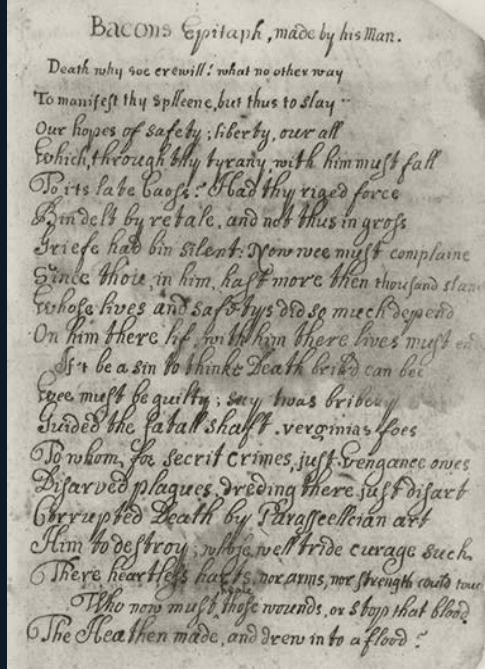 Bacons Epitaph, made by his Man.
Death why soe crewill! what no other way
To manifest thy splleene, but thus to slay
Our hopes of safety; liberty, our all
Which, through thy tyrany, with him must fall
To its late Caoss? Had thy riged force
Bin delt by retale, and not thus in gross
Griefe had bin silent: Now wee must complaine
Since thou, in him, hast more then thousand slane
Whose lives and safetys did so much depend
On him there lif, with him there lives must end
If't be a sin to thinke Death brib'd can bee
Wee must be guilty; say twas bribery
Guided the fatall shaft. verginias foes
To whom, for secrit crimes, just vengance owes
Disarved plagues, dreding there just disart
Corrupted Death by Parasseellcian art
Him to destroy; whose well tride curage such,
There heartless harts, nor arms, nor strength could touch
Who now must heale those wounds, or stop that blood
The Heathen made, and drew in to a flood?